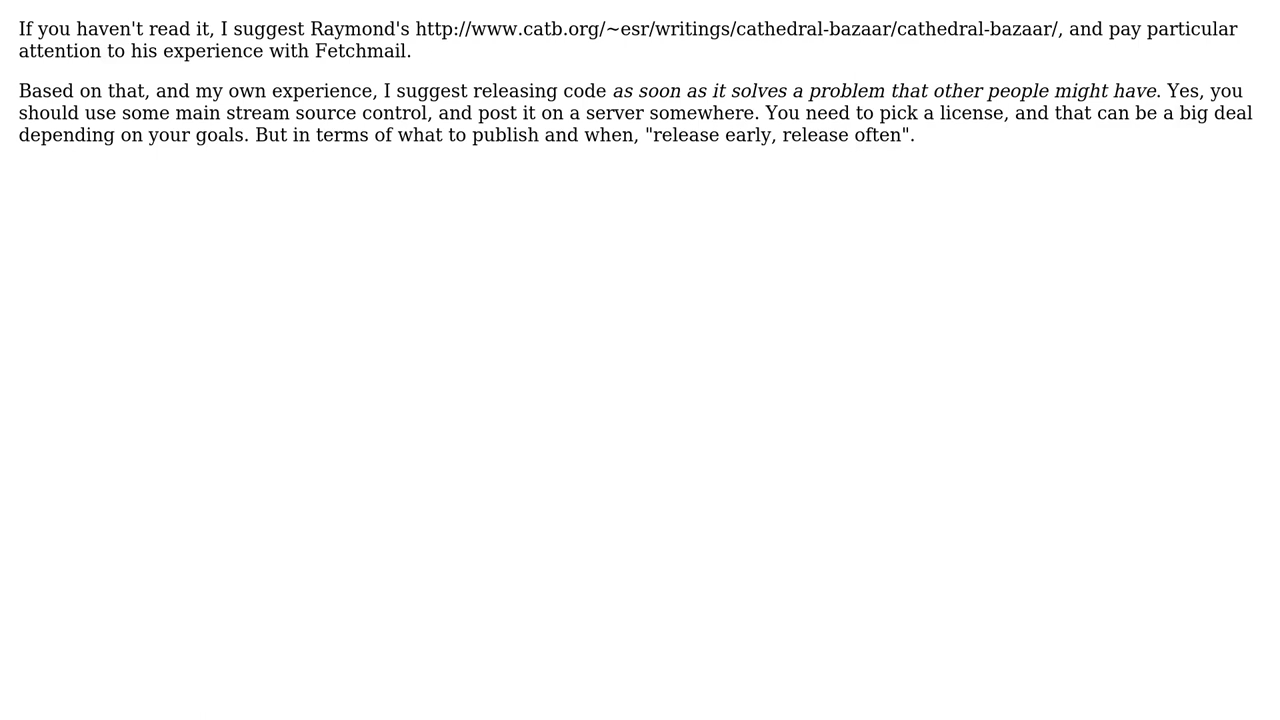 If you haven't read it, I suggest Raymond's http://www.catb.org/~esr/writings/cathedral-bazaar/cathedral-bazaar/, and pay particular
attention to his experience with Fetchmail.
Based on that, and my own experience, I suggest releasing code as soon as it solves a problem that other people might have. Yes, you
should use some main stream source control, and post it on a server somewhere. You need to pick a license, and that can be a big deal
depending on your goals. But in terms of what to publish and when, "release early, release often".